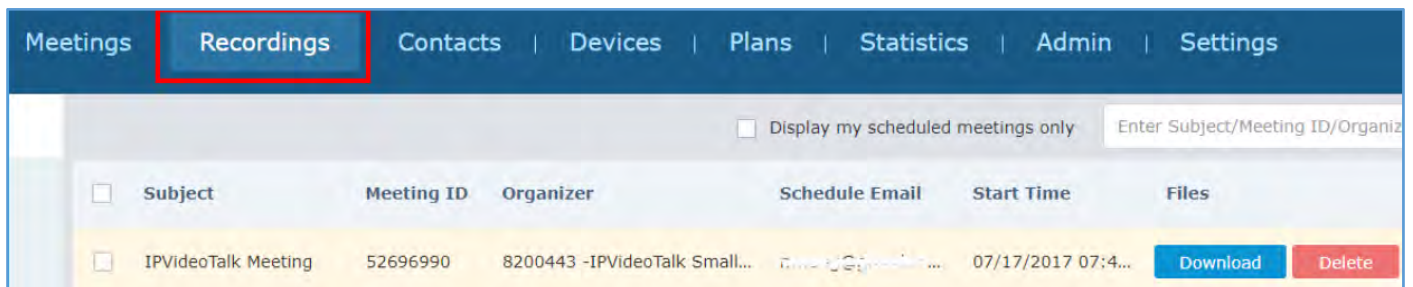 Meetings Recordings Contacts | Devices | Plans | Statistics | Admin | Settings
Display my scheduled meetings only Enter Subject/Meeting ID/Organiz
Subject Meeting ID Organizer Schedule Email Start Time Files
IPVideoTalk Meeting 52696990 8200443 -IPVideoTalk Small... ... 07/17/2017 07:4... Download Delete